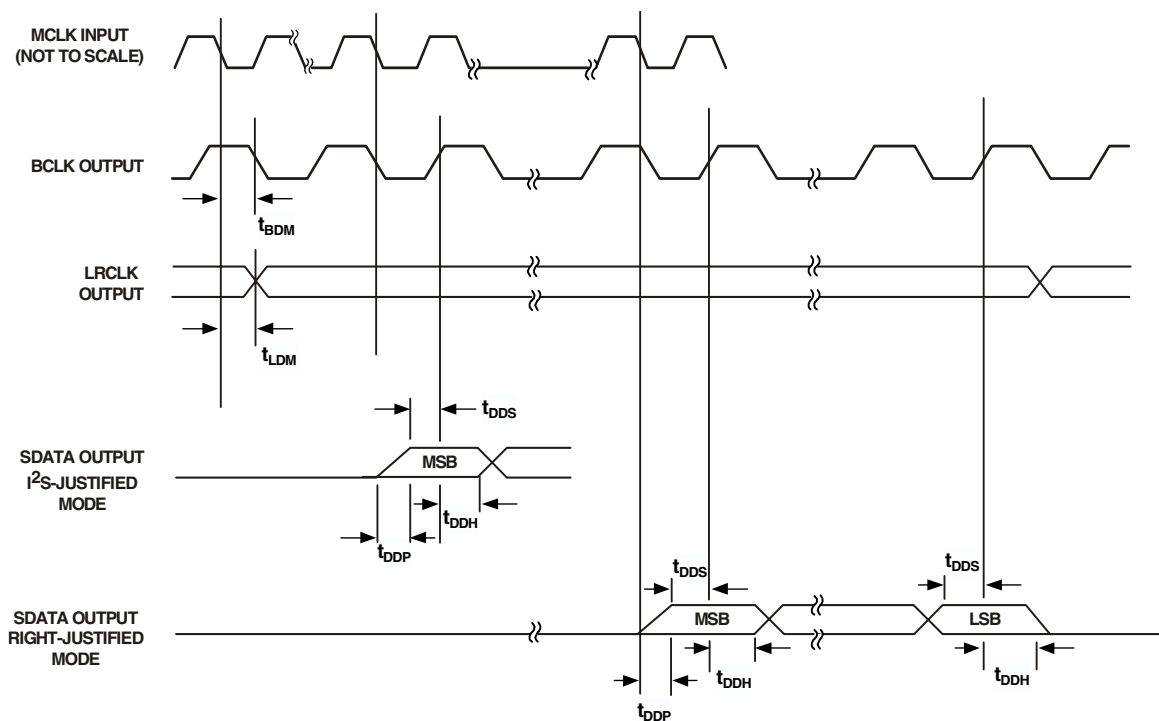 MCLK INPUT
(NOT TO SCALE)
BCLK OUTPUT
tBDM
LRCLK
OUTPUT
tLDM
tDDS
SDATA OUTPUT
I2S-JUSTIFIED
MODE
MSB
tDDH
tDDP
tDDS
tDDS
SDATA OUTPUT
RIGHT-JUSTIFIED
MODE
MSB
LSB
tDDH
tDDH
tDDP